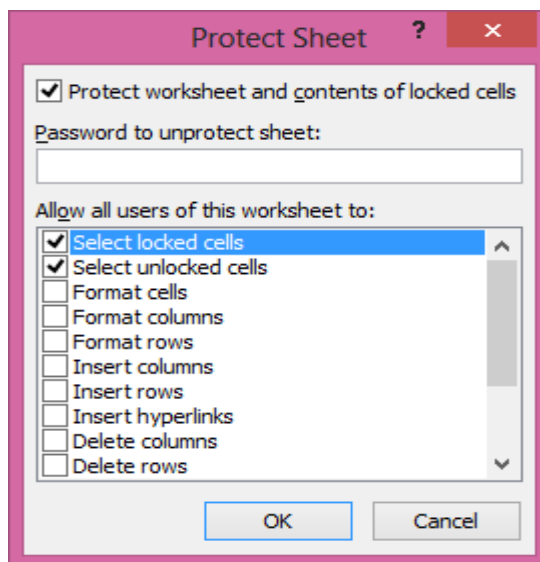 Protect Sheet ? ×
Protect worksheet and contents of locked cells
Password to unprotect sheet:
Allow all users of this worksheet to:
Select locked cells
Select unlocked cells
Format cells
Format columns
Format rows
Insert columns
Insert rows
Insert hyperlinks
Delete columns
Delete rows
OK Cancel